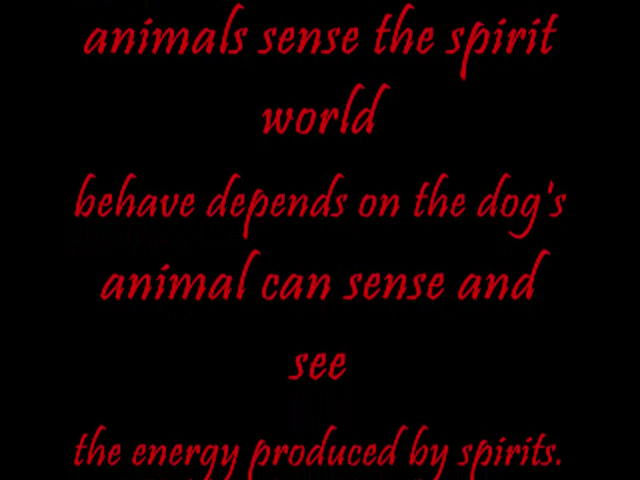 animals sense the spirit
world
behave depends on the dog's
animal can sense and
see
the energy produced by spirits.